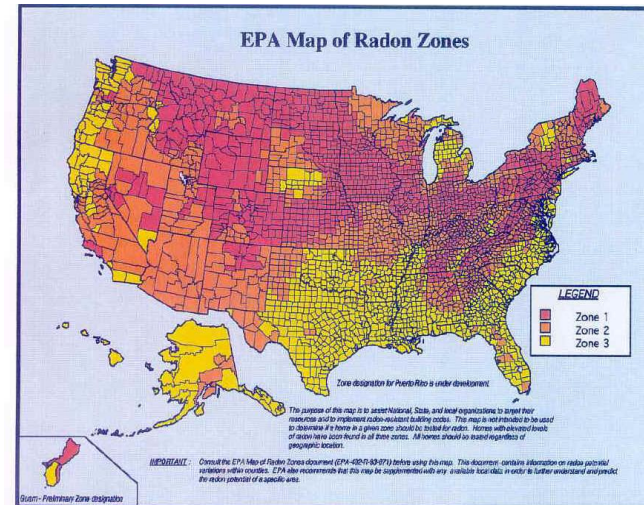 EPA Map of Radon Zones
LEGEND
Zone 1
Zone 2
Zone 3
Zone designation for Puerto Rico is under development.
The purpose of this map is to assist National, State, and local organizations to target their
resources and to implement radon-resistant building codes. This map is not intended to be used
to determine if a home in a given zone should be tested for radon. Homes with elevated levels
of radon have been found in all three zones. All homes should be tested regardless of
geographic location.
IMPORTANT : Consult the EPA Map of Radon Zones document (EPA-402-R-93-071) before using this map. This document contains information on radon potential
variations within counties. EPA also recommends that this map be supplemented with any available local data in order to further understand and predict
the radon potential of a specific area.
Guam - Preliminary Zone designation